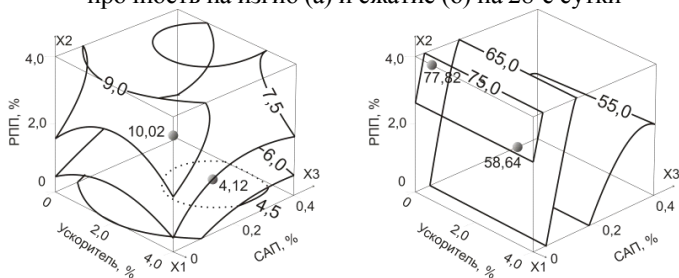 прочность на изгиб (а) и сжатие (б) на 28-е сутки
X2
4,0
РПП, %
2,0
0
9,0
10,02
7,5
6,0
4,12
4,5
X3
0
2,0
4,0
X1
Ускоритель, %
0
0,2
0,4
САП, %
X2
4,0
РПП, %
2,0
0
77,82
75,0
65,0
55,0
58,64
X3
0
2,0
4,0
X1
Ускоритель, %
0
0,2
0,4
САП, %